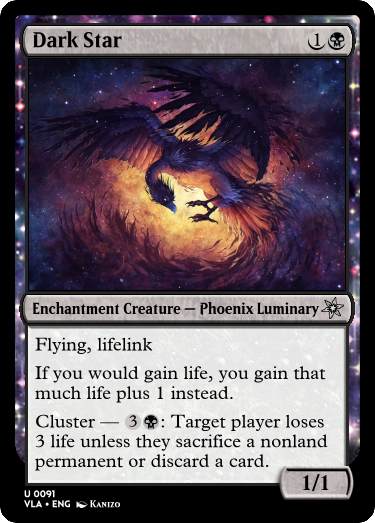 Dark Star 1
Enchantment Creature — Phoenix Luminary
Flying, lifelink
If you would gain life, you gain that
much life plus 1 instead.
Cluster — 3: Target player loses
3 life unless they sacrifice a nonland
permanent or discard a card.
1/1
U 0091
VLA • ENG Kanizo